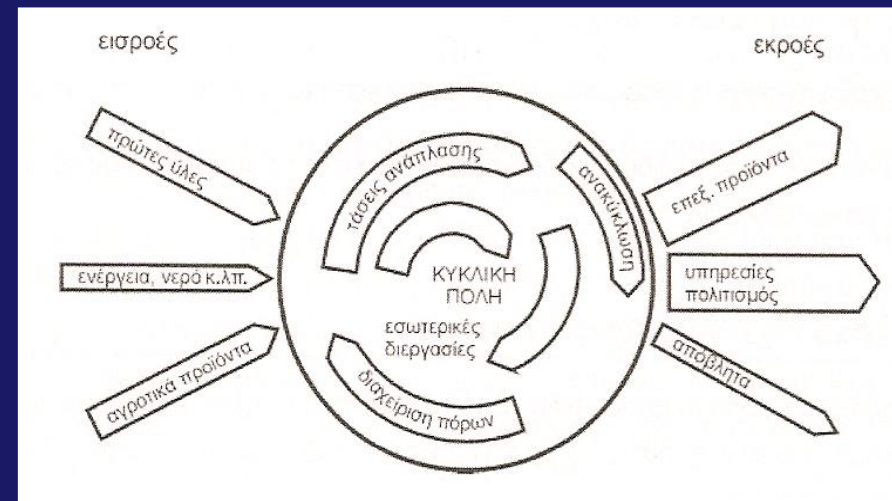 εισροές
εκροές
πρώτες ύλες
ενέργεια, νερό κ.λπ.
αγροτικά προϊόντα
τάσεις ανάπλασης
ανακύκλωση
ΚΥΚΛΙΚΗ
ΠΟΛΗ
εσωτερικές
διεργασίες
διαχείριση πόρων
επεξ. προϊόντα
υπηρεσίες
πολιτισμός
απόβλητα